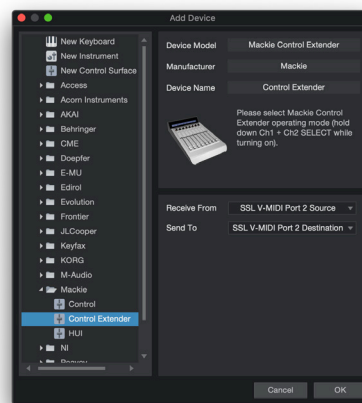 Add Device
New Keyboard
New Instrument
New Control Surface
Access
Acorn Instruments
AKAI
Behringer
CME
Doepfer
E-MU
Edirol
Evolution
Frontier
JLCooper
Keyfax
KORG
M-Audio
Mackie
Control
Control Extender
HUI
NI
Device Model Mackie Control Extender
Manufacturer Mackie
Device Name Control Extender
Please select Mackie Control
Extender operating mode (hold
down Ch1 + Ch2 SELECT while
turning on).
Receive From SSL V-MIDI Port 2 Source
Send To SSL V-MIDI Port 2 Destination
Cancel OK